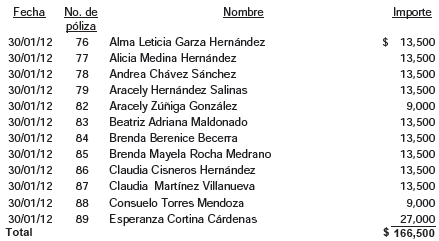 Fecha No. de póliza Nombre Importe
30/01/12 76 Alma Leticia Garza Hernández $ 13,500
30/01/12 77 Alicia Medina Hernández 13,500
30/01/12 78 Andrea Chávez Sánchez 13,500
30/01/12 79 Aracely Hernández Salinas 13,500
30/01/12 82 Aracely Zúñiga González 9,000
30/01/12 83 Beatriz Adriana Maldonado 13,500
30/01/12 84 Brenda Berenice Becerra 13,500
30/01/12 85 Brenda Mayela Rocha Medrano 13,500
30/01/12 86 Claudia Cisneros Hernández 13,500
30/01/12 87 Claudia Martínez Villanueva 13,500
30/01/12 88 Consuelo Torres Mendoza 9,000
30/01/12 89 Esperanza Cortina Cárdenas 27,000
Total $ 166,500